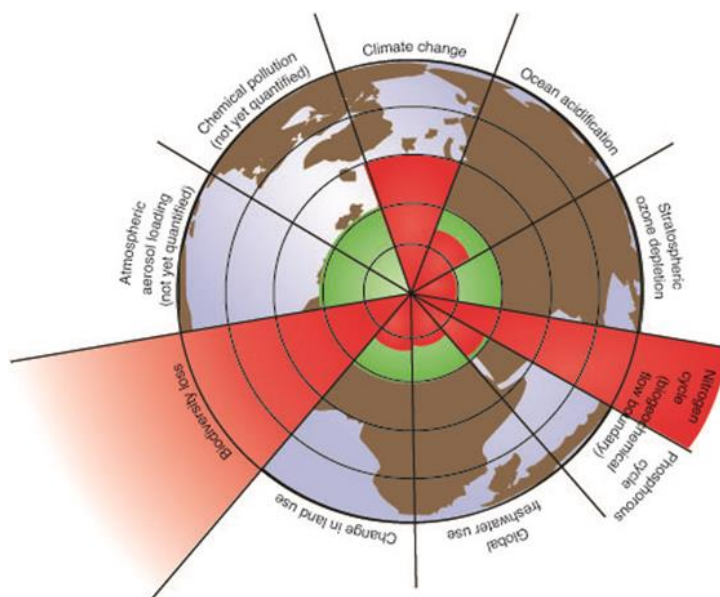 Climate change
Ocean acidification
Stratospheric
ozone depletion
Nitrogen
cycle
(biogeochemical
flow boundary)
Phosphorous
cycle
Global
freshwater use
Change in land use
Biodiversity loss
Atmospheric
aerosol loading
(not yet quantified)
Chemical pollution
(not yet quantified)